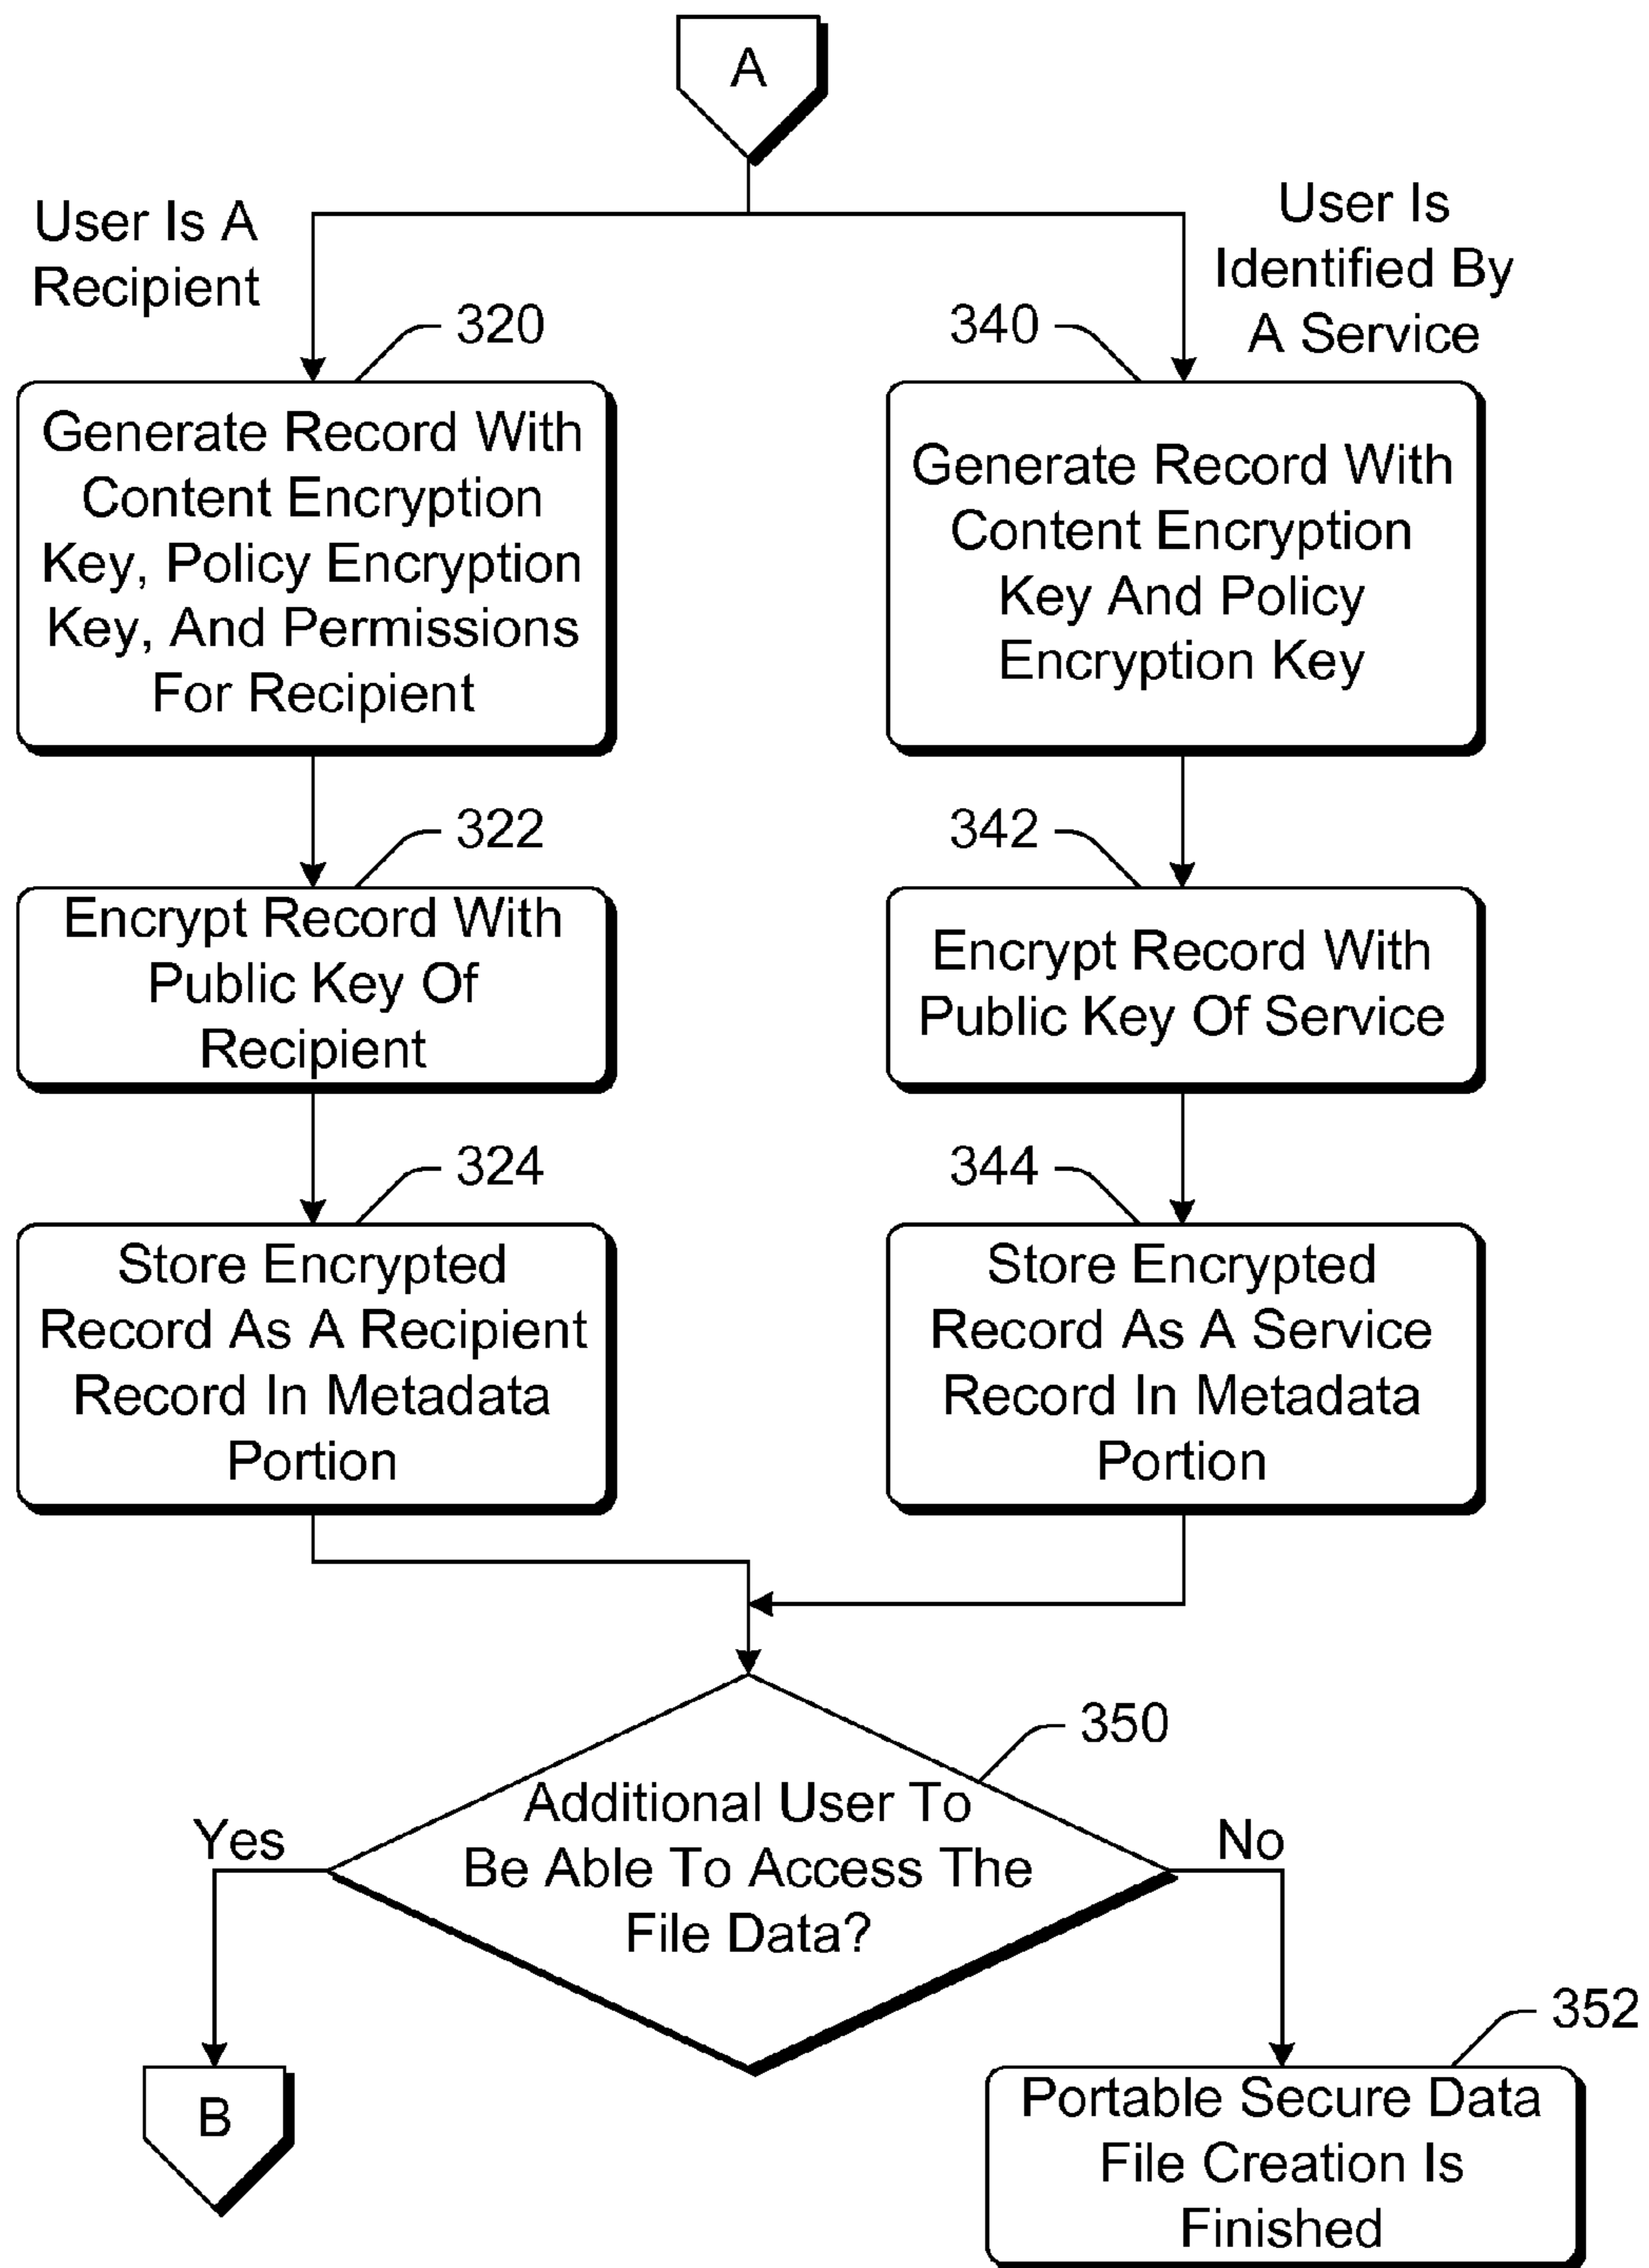 A
User Is A
Recipient
User Is
Identified By
A Service
320
340
Generate Record With
Content Encryption
Key, Policy Encryption
Key, And Permissions
For Recipient
Generate Record With
Content Encryption
Key And Policy
Encryption Key
322
342
Encrypt Record With
Public Key Of
Recipient
Encrypt Record With
Public Key Of Service
324
344
Store Encrypted
Record As A Recipient
Record In Metadata
Portion
Store Encrypted
Record As A Service
Record In Metadata
Portion
350
Additional User To
Be Able To Access The
File Data?
Yes
No
B
352
Portable Secure Data
File Creation Is
Finished